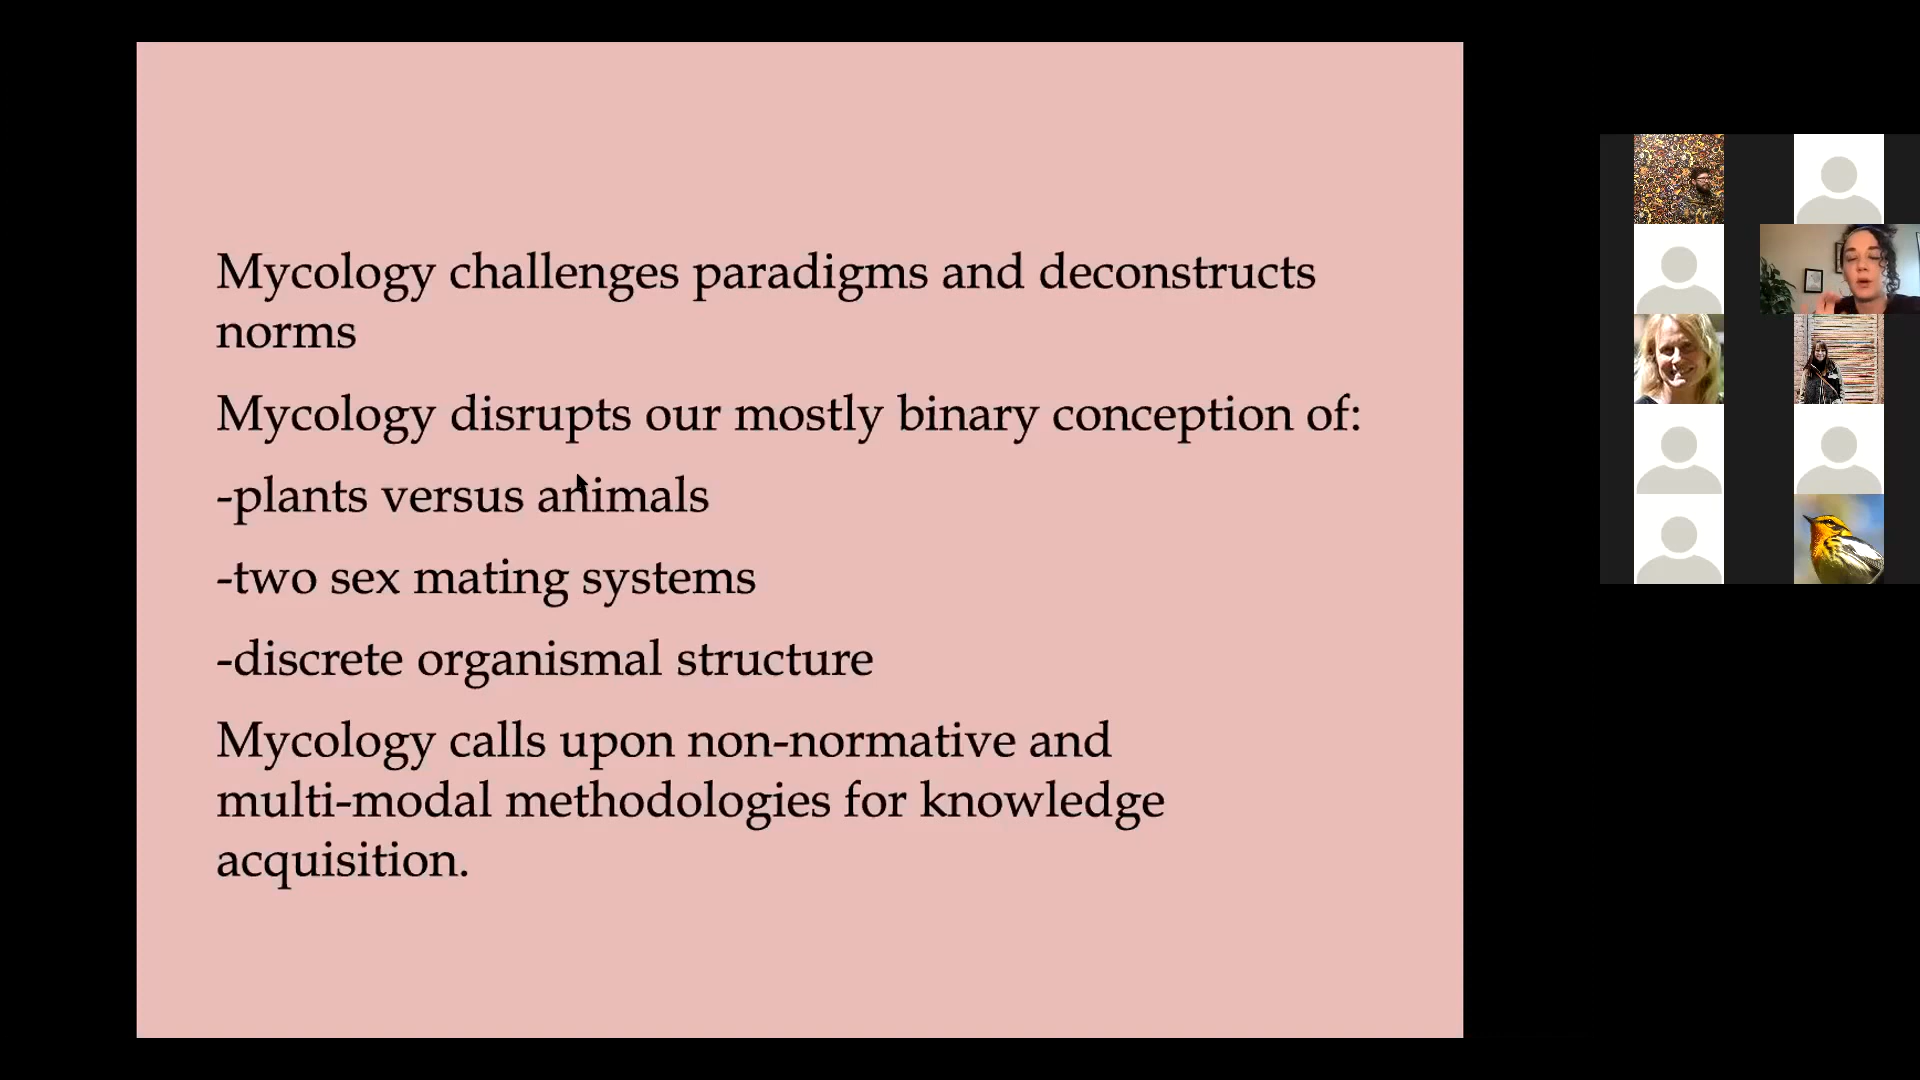 Mycology challenges paradigms and deconstructs
norms
Mycology disrupts our mostly binary conception of:
-plants versus animals
-two sex mating systems
-discrete organismal structure
Mycology calls upon non-normative and
multi-modal methodologies for knowledge
acquisition.